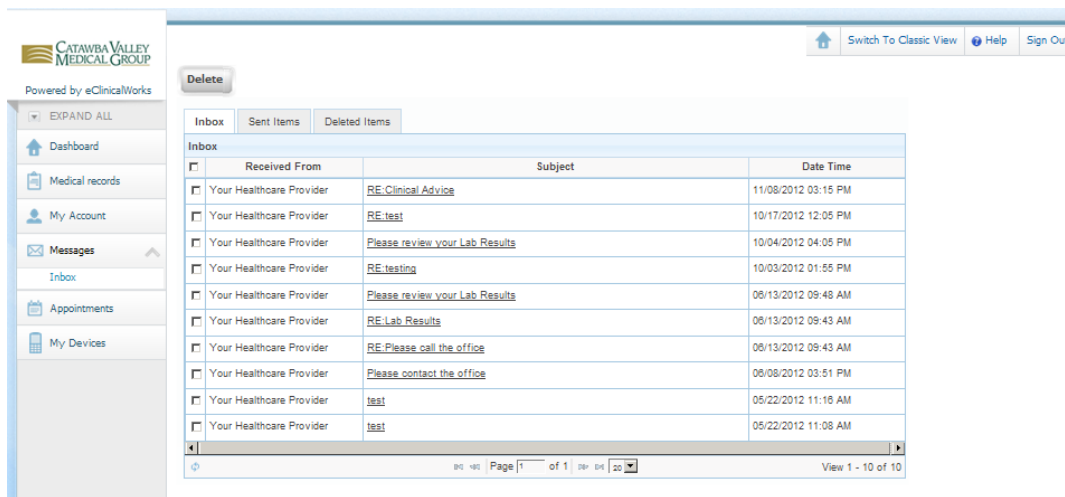 CATAWBA VALLEY
MEDICAL GROUP
Powered by eClinicalWorks
Switch To Classic View Help Sign Ou
Delete
EXPAND ALL
Dashboard
Medical records
My Account
Messages
Inbox
Appointments
My Devices
Inbox Sent Items Deleted Items
Inbox
Received From Subject Date Time
Your Healthcare Provider RE:Clinical Advice 11/08/2012 03:15 PM
Your Healthcare Provider RE:test 10/17/2012 12:05 PM
Your Healthcare Provider Please review your Lab Results 10/04/2012 04:05 PM
Your Healthcare Provider RE:testing 10/03/2012 01:55 PM
Your Healthcare Provider Please review your Lab Results 06/13/2012 09:48 AM
Your Healthcare Provider RE:Lab Results 06/13/2012 09:43 AM
Your Healthcare Provider RE:Please call the office 06/13/2012 09:43 AM
Your Healthcare Provider Please contact the office 06/08/2012 03:51 PM
Your Healthcare Provider test 05/22/2012 11:16 AM
Your Healthcare Provider test 05/22/2012 11:08 AM
Page 1 of 1 20 View 1 - 10 of 10